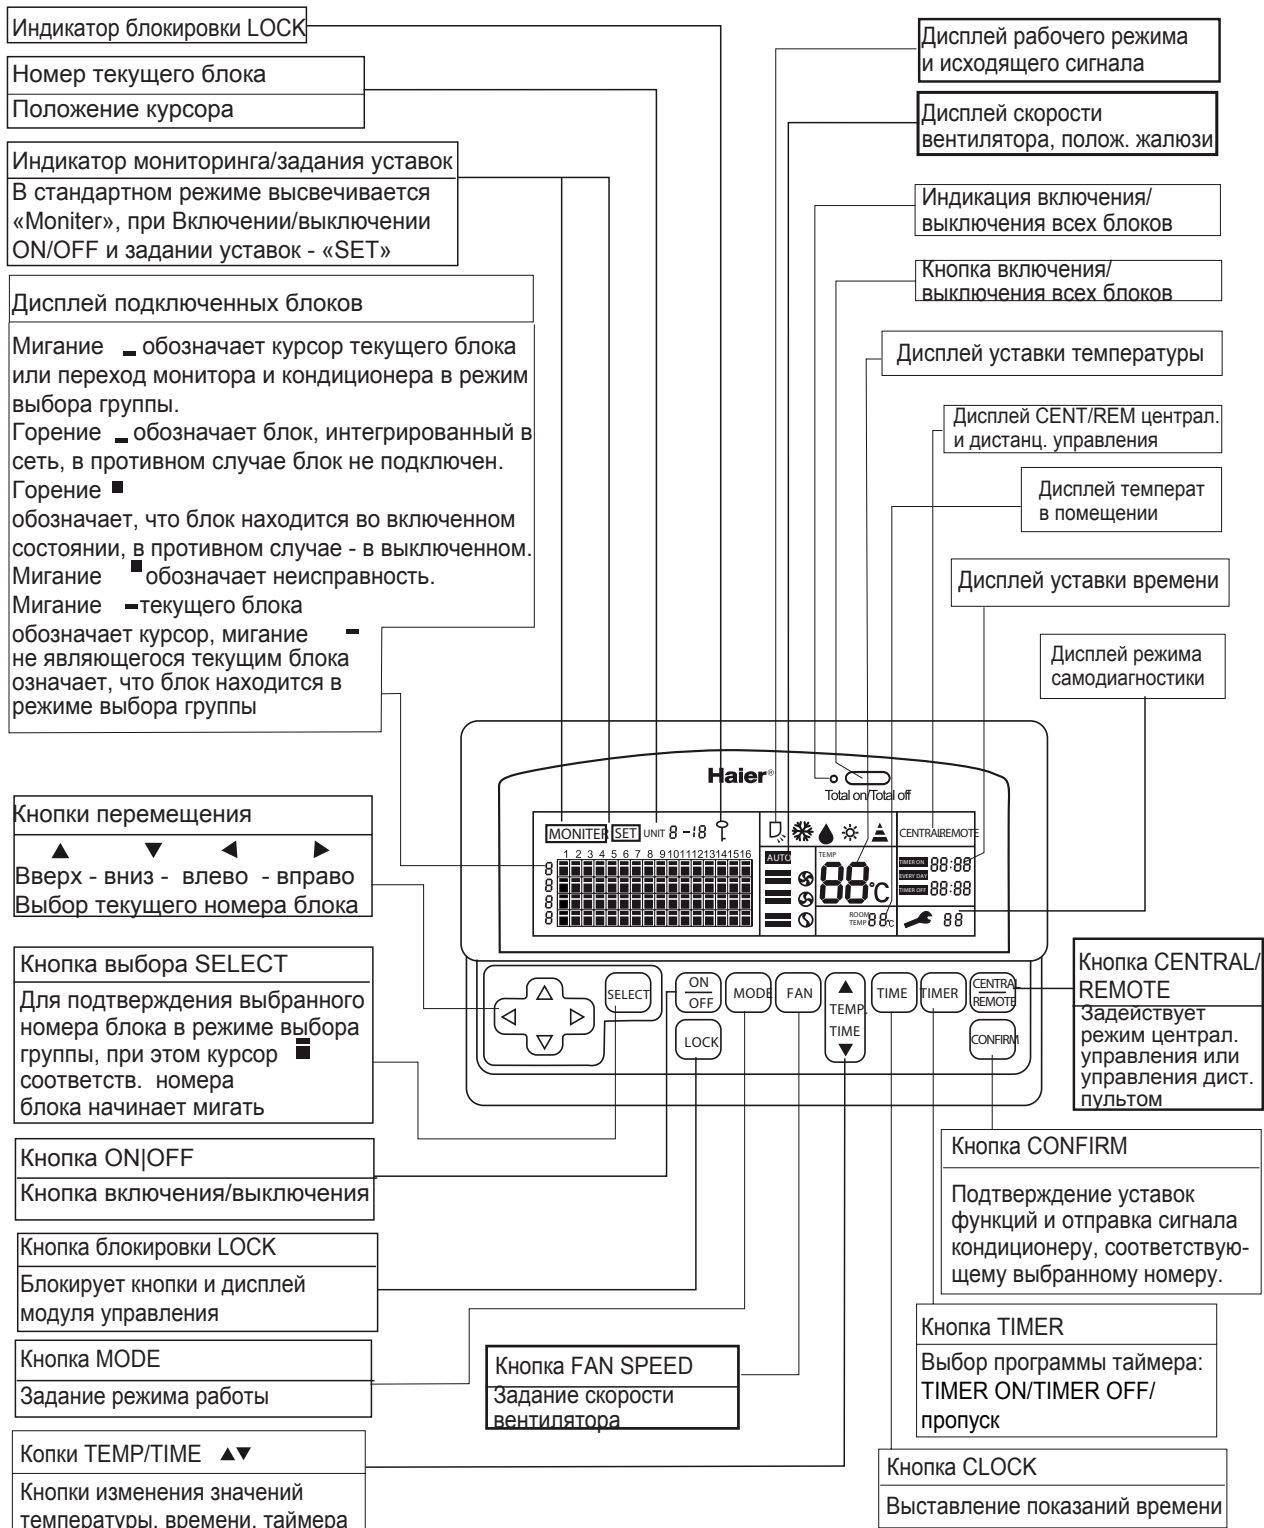 Индикатор блокировки LOCK
Номер текущего блока
Положение курсора
Индикатор мониторинга/задания уставок
В стандартном режиме высвечивается
«Moniter», при Включении/выключении
ON/OFF и задании уставок - «SET»
Дисплей подключенных блоков
Мигание обозначает курсор текущего блока
или переход монитора и кондиционера в режим
выбора группы.
Горение обозначает блок, интегрированный в
сеть, в противном случае блок не подключен.
Горение
обозначает, что блок находится во включенном
состоянии, в противном случае - в выключенном.
Мигание обозначает неисправность.
Мигание текущего блока
обозначает курсор, мигание
не являющегося текущим блока
означает, что блок находится в
режиме выбора группы
Кнопки перемещения
▲ ▼ ◀ ▶
Вверх - вниз - влево - вправо
Выбор текущего номера блока
Кнопка выбора SELECT
Для подтверждения выбранного
номера блока в режиме выбора
группы, при этом курсор
соответств. номера
блока начинает мигать
Кнопка ON|OFF
Кнопка включения/выключения
Кнопка блокировки LOCK
Блокирует кнопки и дисплей
модуля управления
Кнопка MODE
Задание режима работы
Копки TEMP/TIME ▲▼
Кнопки изменения значений
температуры, времени, таймера
Кнопка FAN SPEED
Задание скорости
вентилятора
Дисплей рабочего режима
и исходящего сигнала
Дисплей скорости
вентилятора, полож. жалюзи
Индикация включения/
выключения всех блоков
Кнопка включения/
выключения всех блоков
Дисплей уставки температуры
Дисплей CENT/REM централ.
и дистанц. управления
Дисплей температ
в помещении
Дисплей уставки времени
Дисплей режима
самодиагностики
Haier®
Total on/Total off
MONITER SET UNIT 8 -18
1 2 3 4 5 6 7 8 9 10 11 12 13 14 15 16
8
8
8
8
AUTO
TEMP
88°C
ROOM
TEMP 88°C
CENTRAL REMOTE
TIMER ON 88:88
EVERY DAY
TIMER OFF 88:88
88
SELECT
ON
OFF
LOCK
MODE
FAN
▲
TEMP.
TIME
▼
TIME
TIMER
CENTRAL
REMOTE
CONFIRM
Кнопка CENTRAL/
REMOTE
Задействует
режим централ.
управления или
управления дист.
пультом
Кнопка CONFIRM
Подтверждение уставок
функций и отправка сигнала
кондиционеру, соответствую-
щему выбранному номеру.
Кнопка TIMER
Выбор программы таймера:
TIMER ON/TIMER OFF/
пропуск
Кнопка CLOCK
Выставление показаний времени